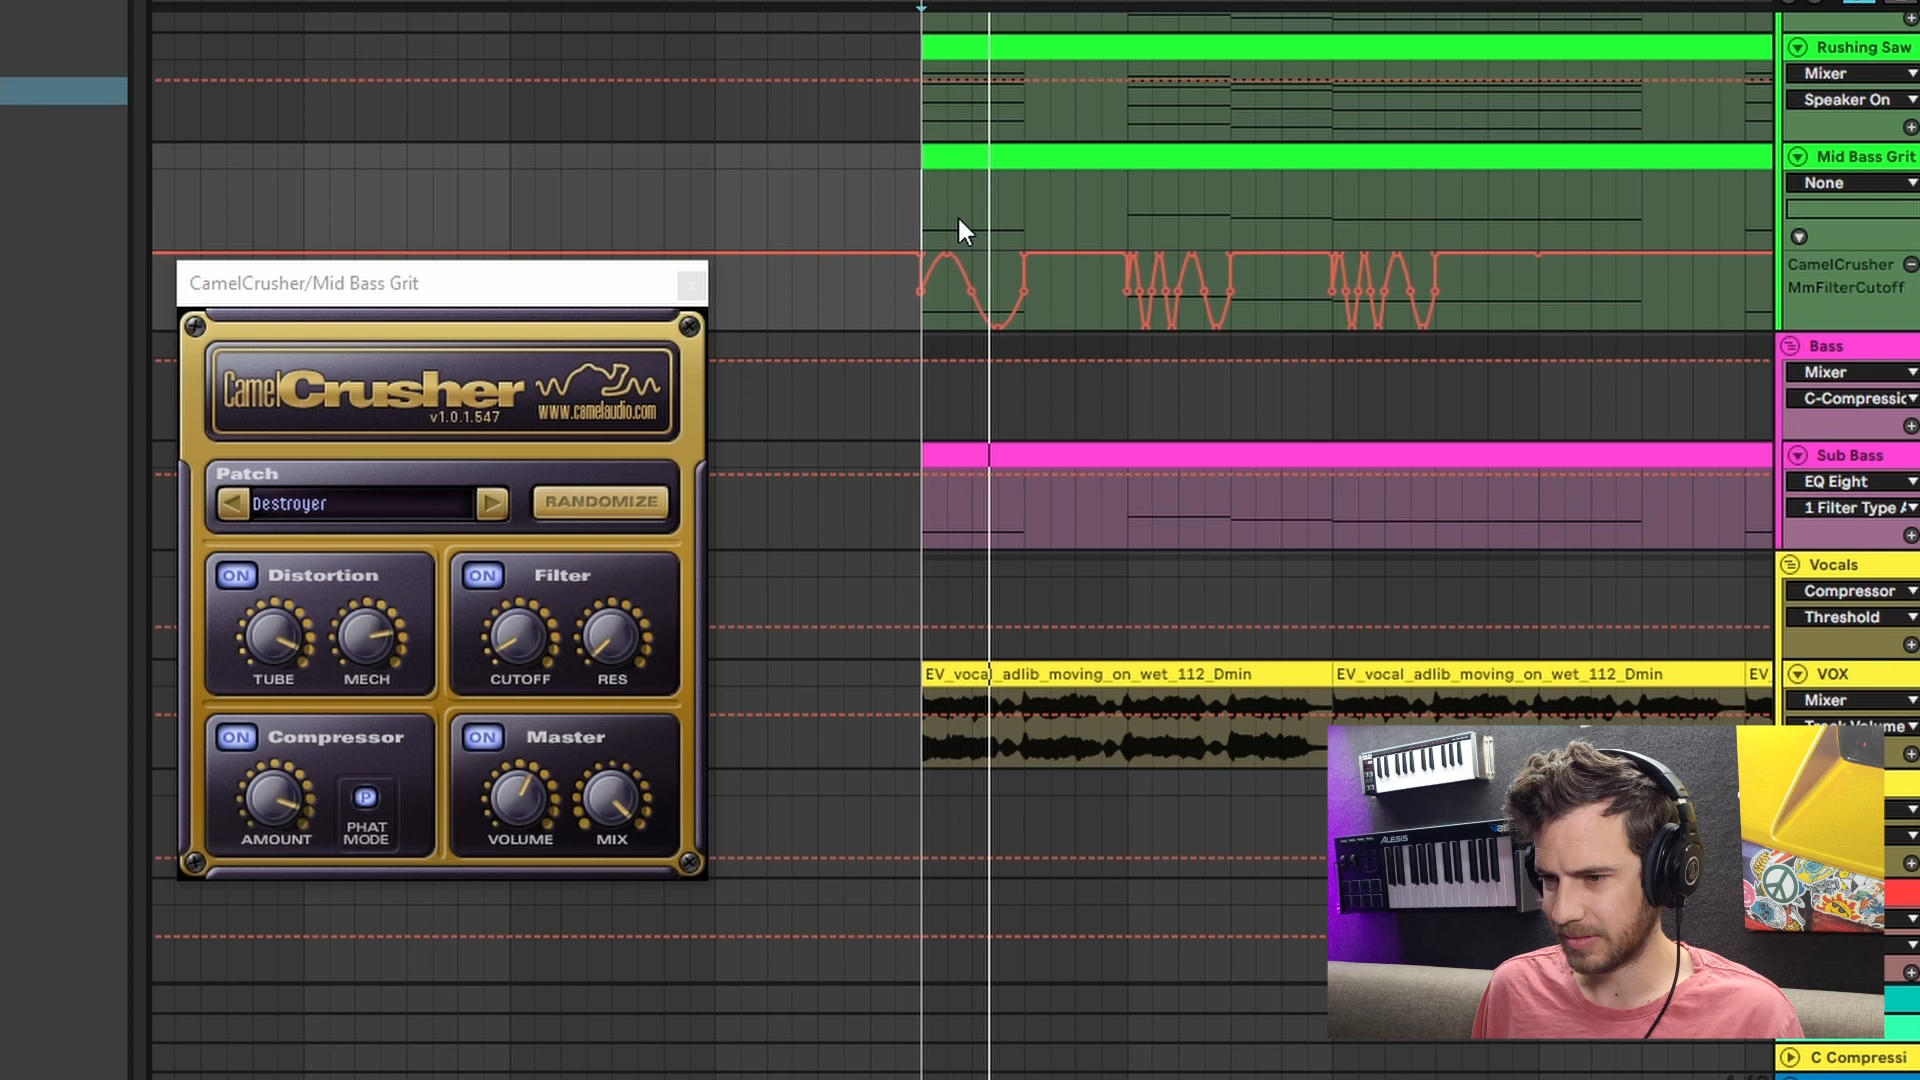 Rushing Saw
Mixer
Speaker On
Mid Bass Grit
None
CamelCrusher
MmFilterCutoff
CamelCrusher/Mid Bass Grit
x
CamelCrusher
v1.0.1.547
www.camelaudio.com
Patch
Destroyer
RANDOMIZE
ON Distortion
TUBE
MECH
ON Filter
CUTOFF
RES
ON Compressor
AMOUNT
P
PHAT
MODE
ON Master
VOLUME
MIX
Bass
Mixer
C-Compressic
Sub Bass
EQ Eight
1 Filter Type A
Vocals
Compressor
Threshold
EV_vocal_adlib_moving_on_wet_112_Dmin
EV_vocal_adlib_moving_on_wet_112_Dmin
EV_
VOX
Mixer
Track Volume
ALESIS
C Compressi